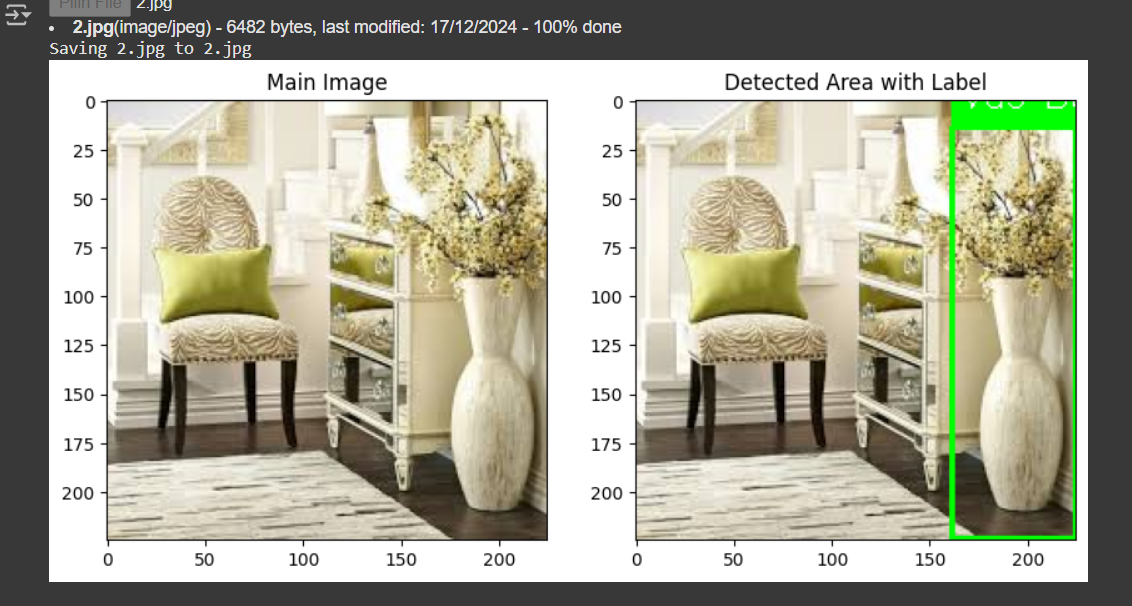 Pilih File 2.jpg
• 2.jpg(image/jpeg) - 6482 bytes, last modified: 17/12/2024 - 100% done
Saving 2.jpg to 2.jpg
Main Image
0
25
50
75
100
125
150
175
200
0 50 100 150 200
Detected Area with Label
0
25
50
75
100
125
150
175
200
0 50 100 150 200